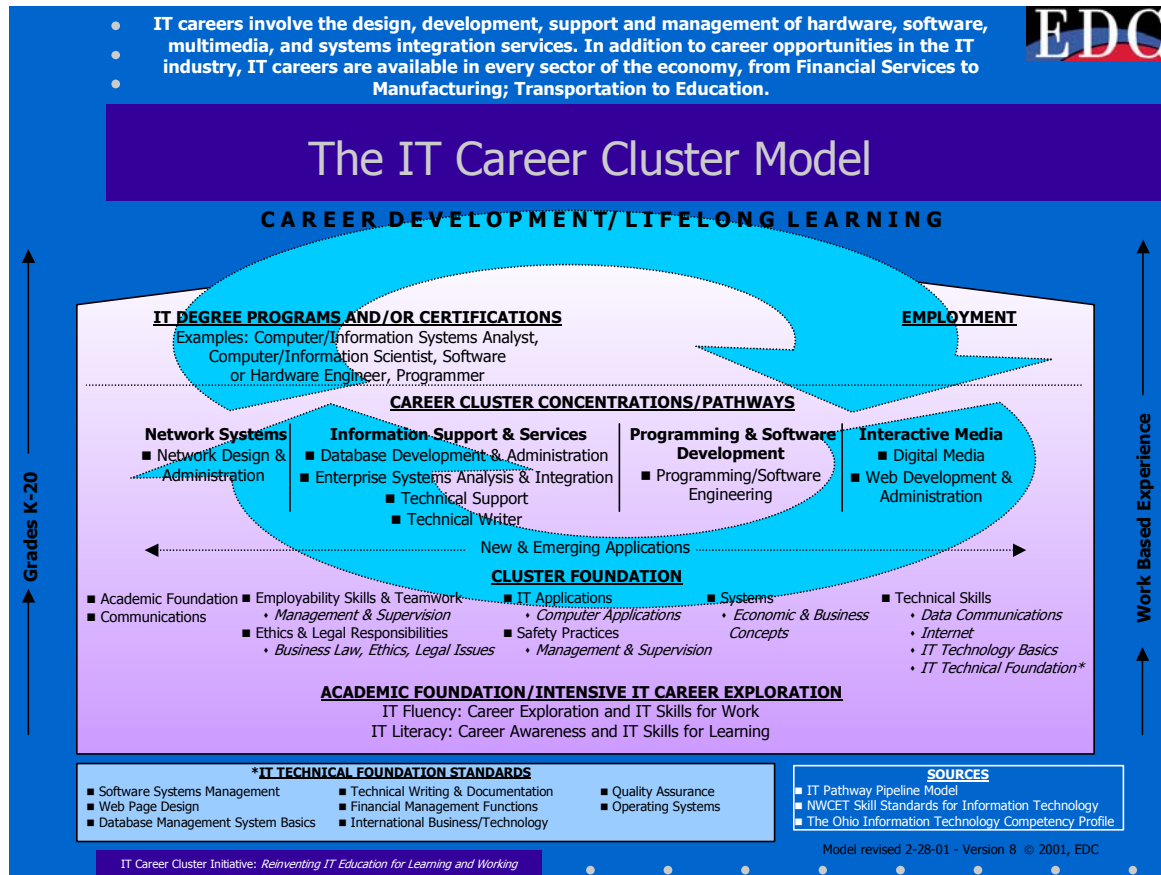 IT careers involve the design, development, support and management of hardware, software,
multimedia, and systems integration services. In addition to career opportunities in the IT
industry, IT careers are available in every sector of the economy, from Financial Services to
Manufacturing; Transportation to Education.
EDC
The IT Career Cluster Model
CAREER DEVELOPMENT/LIFELONG LEARNING
IT DEGREE PROGRAMS AND/OR CERTIFICATIONS
Examples: Computer/Information Systems Analyst,
Computer/Information Scientist, Software
or Hardware Engineer, Programmer
EMPLOYMENT
CAREER CLUSTER CONCENTRATIONS/PATHWAYS
Network Systems
■ Network Design &
Administration
Information Support & Services
■ Database Development & Administration
■ Enterprise Systems Analysis & Integration
■ Technical Support
■ Technical Writer
Programming & Software
Development
■ Programming/Software
Engineering
Interactive Media
■ Digital Media
■ Web Development &
Administration
New & Emerging Applications
Grades K-20
Work Based Experience
CLUSTER FOUNDATION
■ Academic Foundation
■ Communications
■ Employability Skills & Teamwork
• Management & Supervision
■ Ethics & Legal Responsibilities
• Business Law, Ethics, Legal Issues
■ IT Applications
• Computer Applications
■ Safety Practices
• Management & Supervision
■ Systems
• Economic & Business
Concepts
■ Technical Skills
• Data Communications
• Internet
• IT Technology Basics
• IT Technical Foundation*
ACADEMIC FOUNDATION/INTENSIVE IT CAREER EXPLORATION
IT Fluency: Career Exploration and IT Skills for Work
IT Literacy: Career Awareness and IT Skills for Learning
*IT TECHNICAL FOUNDATION STANDARDS
■ Software Systems Management
■ Web Page Design
■ Database Management System Basics
■ Technical Writing & Documentation
■ Financial Management Functions
■ International Business/Technology
■ Quality Assurance
■ Operating Systems
SOURCES
■ IT Pathway Pipeline Model
■ NWCET Skill Standards for Information Technology
■ The Ohio Information Technology Competency Profile
Model revised 2-28-01 - Version 8 © 2001, EDC
IT Career Cluster Initiative: Reinventing IT Education for Learning and Working